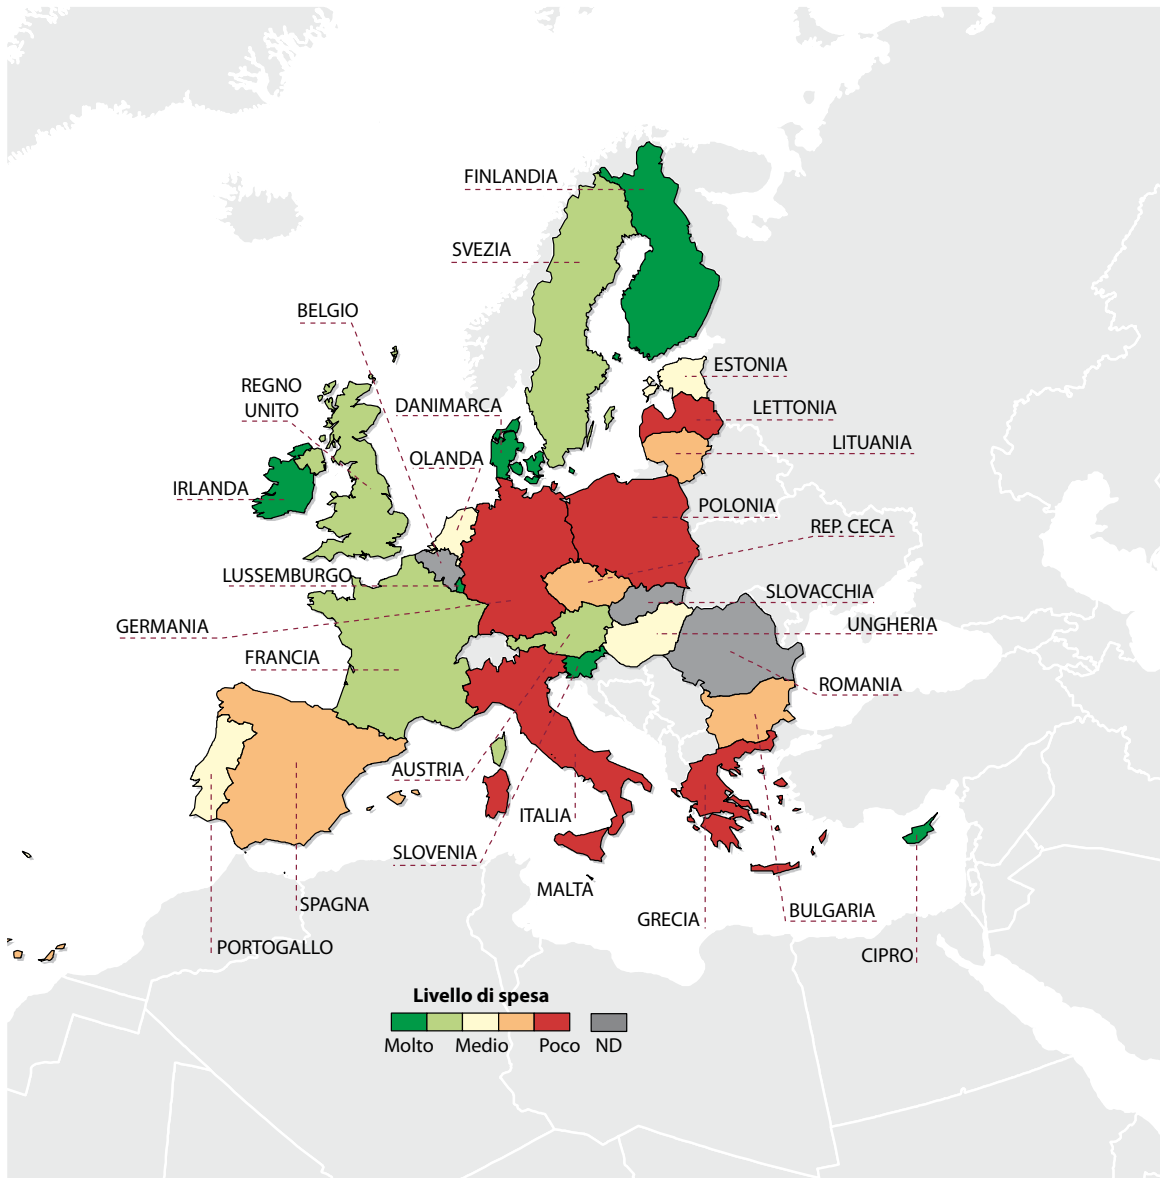 FINLANDIA
SVEZIA
BELGIO
ESTONIA
REGNO
UNITO
DANIMARCA
LETTONIA
LITUANIA
OLANDA
IRLANDA
POLONIA
REP. CECA
LUSSEMBURGO
SLOVACCHIA
GERMANIA
UNGHERIA
FRANCIA
ROMANIA
AUSTRIA
ITALIA
SLOVENIA
MALTA
SPAGNA
GRECIA
BULGARIA
PORTOGALLO
CIPRO
Livello di spesa
Molto Medio Poco ND